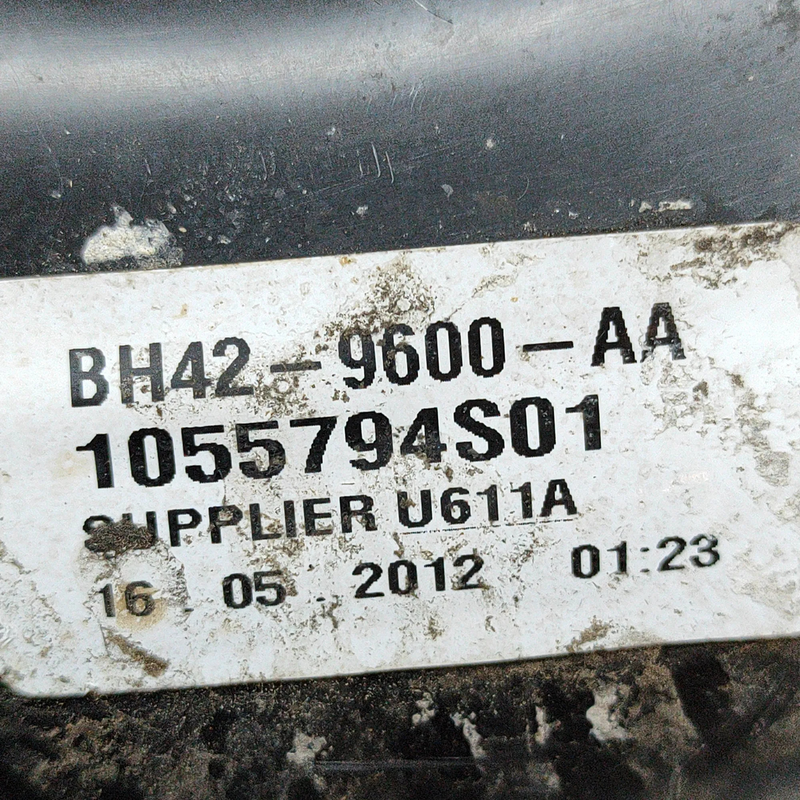 BH42-9600-AA
1055794S01
SUPPLIER U611A
16 . 05 . 2012 01:23